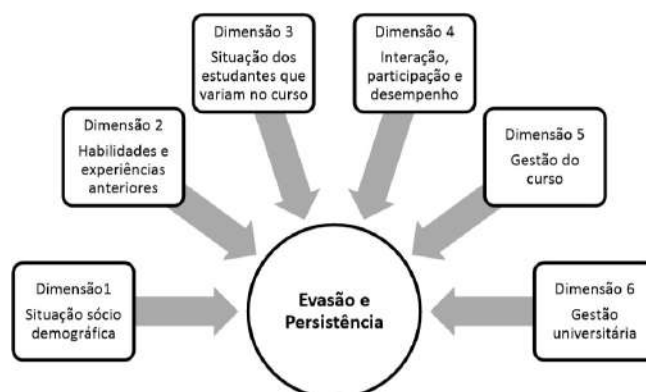 Dimensão 3
Situação dos
estudantes que
variam no curso
Dimensão 4
Interação,
participação e
desempenho
Dimensão 2
Habilidades e
experiências
anteriores
Dimensão 5
Gestão do
curso
Dimensão1
Situação sócio
demográfica
Evasão e
Persistência
Dimensão 6
Gestão
universitária